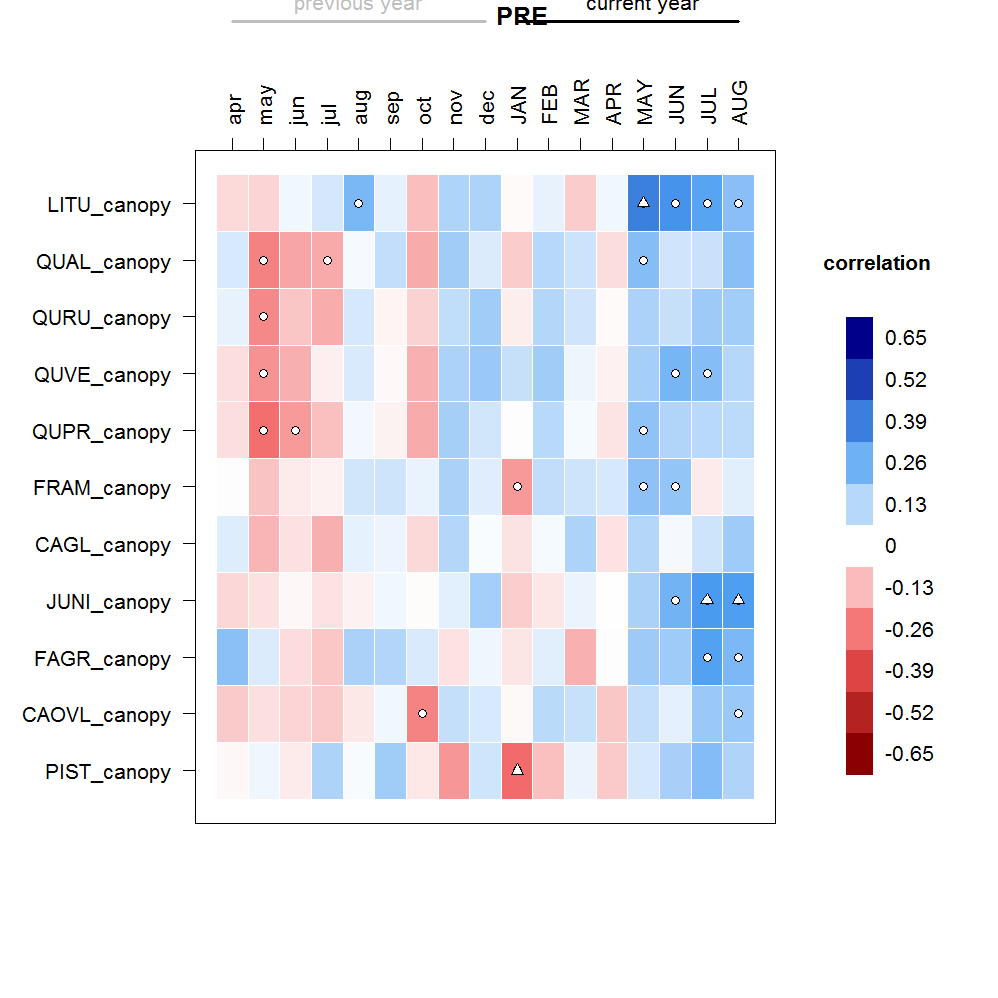 previous year
current year
PRE
apr may jun jul aug sep oct nov dec JAN FEB MAR APR MAY JUN JUL AUG
LITU_canopy
QUAL_canopy
QURU_canopy
QUVE_canopy
QUPR_canopy
FRAM_canopy
CAGL_canopy
JUNI_canopy
FAGR_canopy
CAOVL_canopy
PIST_canopy
correlation
0.65
0.52
0.39
0.26
0.13
0
-0.13
-0.26
-0.39
-0.52
-0.65